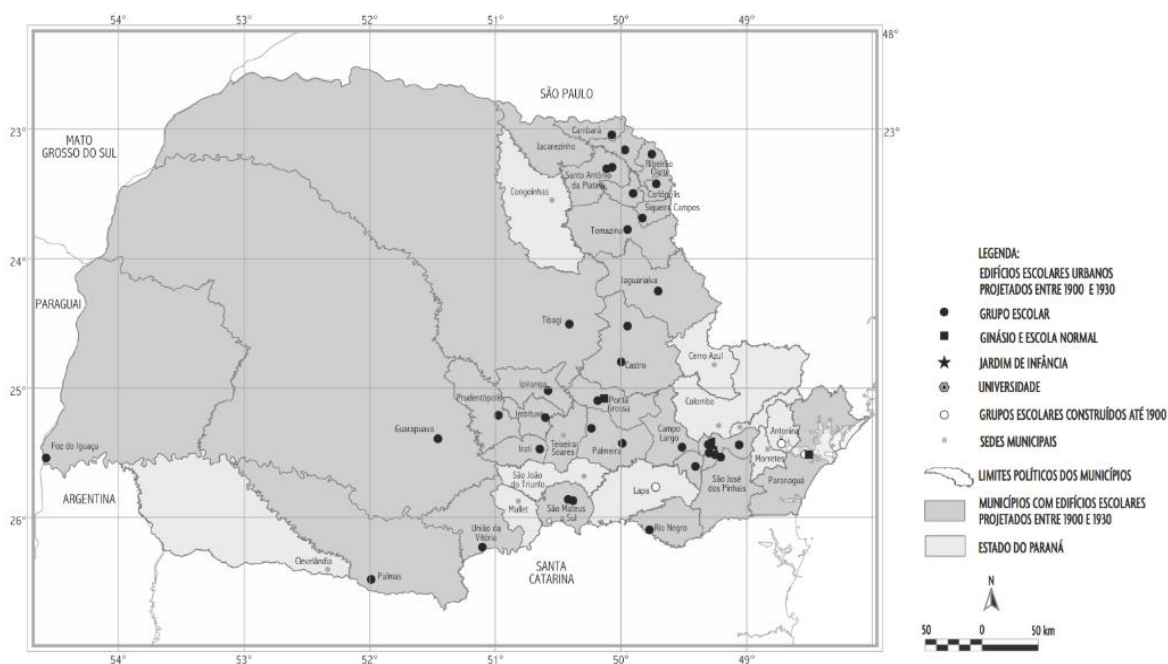 54°
53°
52°
51°
50°
49°
48°
SÃO PAULO
23°
23°
MATO
GROSSO DO SUL
Cambará
Jacarezinho
Ribeirão
Claro
Santo Antônio
da Platina
Carlópolis
Congoinhas
Siqueira Campos
Tomazina
24°
24°
Jaguariaíva
PARAGUAI
Tibagi
Castro
Cerro Azul
25°
25°
Ipiranga
Prudentópolis
Imbituva
Ponta
Grossa
Colombo
Guarapuava
Campo
Largo
Antonina
Foz do Iguaçu
Irati
Teixeira
Soares
Palmeira
Morretes
São José
dos Pinhais
Paranaguá
São João
do Triunfo
ARGENTINA
Mallet
São Mateus
o Sul
Lapa
26°
26°
União da
Vitória
Rio Negro
Clevelândia
Palmas
SANTA
CATARINA
54°
53°
52°
51°
50°
49°
LEGENDA:
EDIFÍCIOS ESCOLARES URBANOS
PROJETADOS ENTRE 1900 E 1930
GRUPO ESCOLAR
GINÁSIO E ESCOLA NORMAL
JARDIM DE INFÂNCIA
UNIVERSIDADE
GRUPOS ESCOLARES CONSTRUÍDOS ATÉ 1900
SEDES MUNICIPAIS
LIMITES POLÍTICOS DOS MUNICÍPIOS
MUNICÍPIOS COM EDIFÍCIOS ESCOLARES
PROJETADOS ENTRE 1900 E 1930
ESTADO DO PARANÁ
N
50 0 50 km